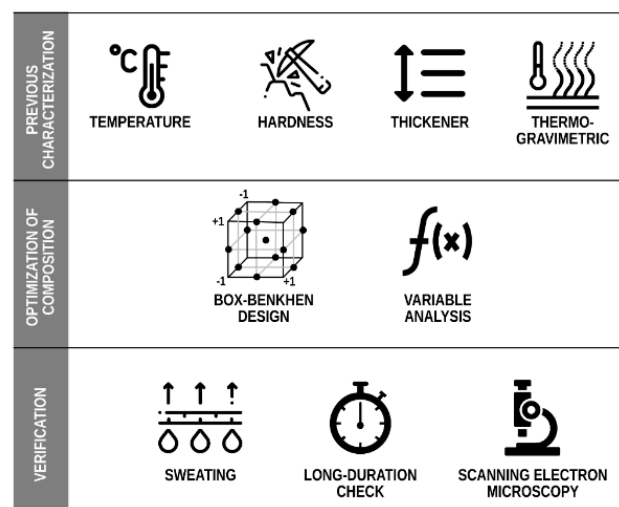 PREVIOUS
CHARACTERIZATION
°C
TEMPERATURE
HARDNESS
THICKENER
THERMO-
GRAVIMETRIC
OPTIMIZATION OF
COMPOSITION
-1
+1
-1
+1
BOX-BENKHEN
DESIGN
f(x)
VARIABLE
ANALYSIS
VERIFICATION
SWEATING
LONG-DURATION
CHECK
SCANNING ELECTRON
MICROSCOPY